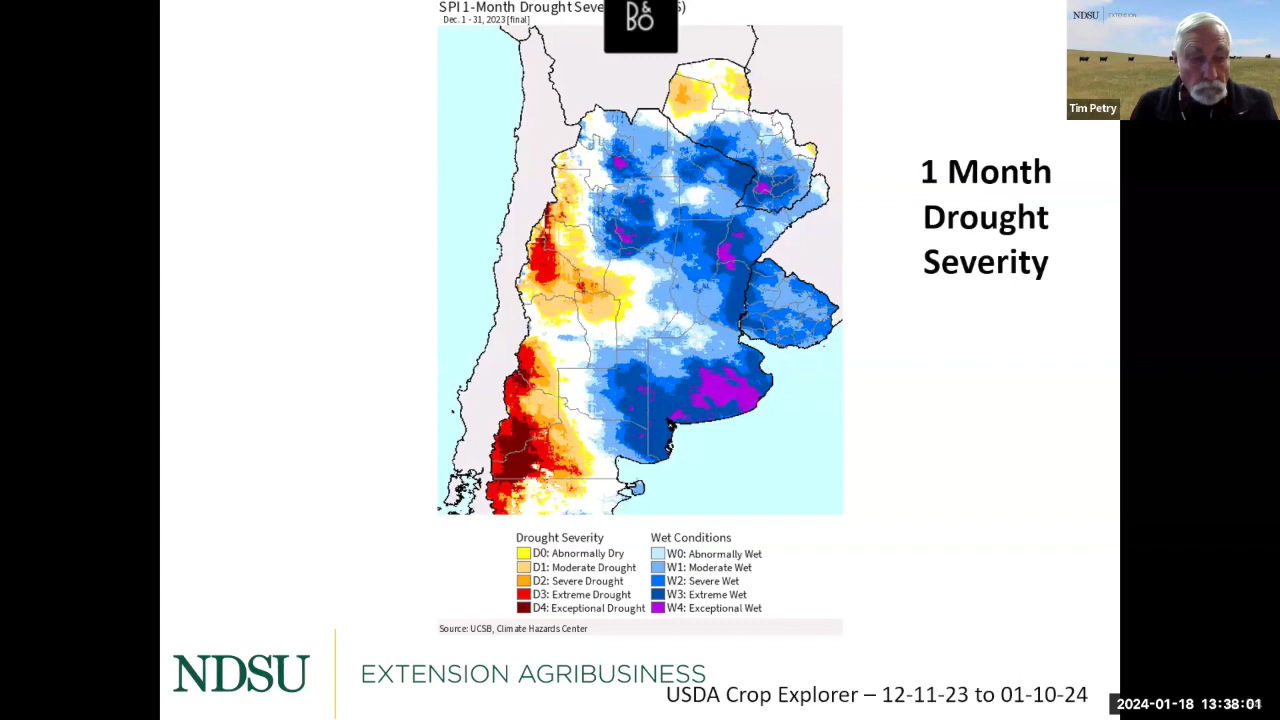 SPI 1-Month Drought Seve S)
Dec. 1 - 31, 2023 [final]
D&
DO
NDSU EXTENSION
Tim Petry
1 Month
Drought
Severity
Drought Severity
D0: Abnormally Dry
D1: Moderate Drought
D2: Severe Drought
D3: Extreme Drought
D4: Exceptional Drought
Wet Conditions
W0: Abnormally Wet
W1: Moderate Wet
W2: Severe Wet
W3: Extreme Wet
W4: Exceptional Wet
Source: UCSB, Climate Hazards Center
NDSU EXTENSION AGRIBUSINESS
USDA Crop Explorer – 12-11-23 to 01-10-24
2024-01-18 13:38:01